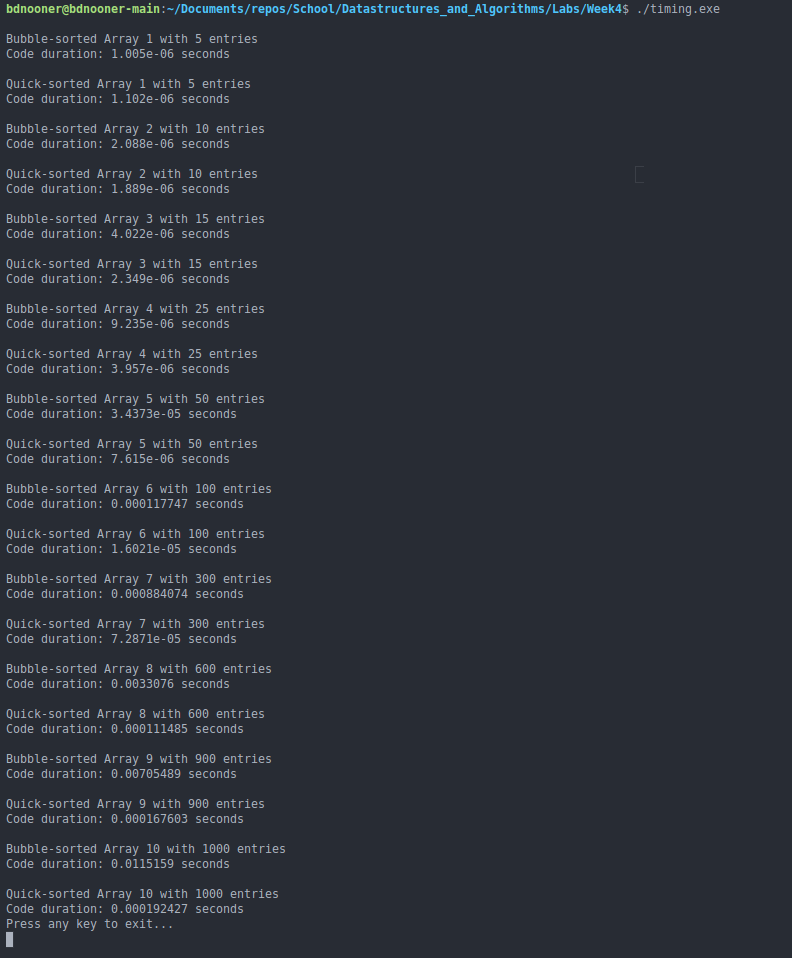 bdnooner@bdnooner-main:~/Documents/repos/School/Datastructures_and_Algorithms/Labs/Week4$ ./timing.exe
Bubble-sorted Array 1 with 5 entries
Code duration: 1.005e-06 seconds
Quick-sorted Array 1 with 5 entries
Code duration: 1.102e-06 seconds
Bubble-sorted Array 2 with 10 entries
Code duration: 2.088e-06 seconds
Quick-sorted Array 2 with 10 entries
Code duration: 1.889e-06 seconds
Bubble-sorted Array 3 with 15 entries
Code duration: 4.022e-06 seconds
Quick-sorted Array 3 with 15 entries
Code duration: 2.349e-06 seconds
Bubble-sorted Array 4 with 25 entries
Code duration: 9.235e-06 seconds
Quick-sorted Array 4 with 25 entries
Code duration: 3.957e-06 seconds
Bubble-sorted Array 5 with 50 entries
Code duration: 3.4373e-05 seconds
Quick-sorted Array 5 with 50 entries
Code duration: 7.615e-06 seconds
Bubble-sorted Array 6 with 100 entries
Code duration: 0.000117747 seconds
Quick-sorted Array 6 with 100 entries
Code duration: 1.6021e-05 seconds
Bubble-sorted Array 7 with 300 entries
Code duration: 0.000884074 seconds
Quick-sorted Array 7 with 300 entries
Code duration: 7.2871e-05 seconds
Bubble-sorted Array 8 with 600 entries
Code duration: 0.0033076 seconds
Quick-sorted Array 8 with 600 entries
Code duration: 0.000111485 seconds
Bubble-sorted Array 9 with 900 entries
Code duration: 0.00705489 seconds
Quick-sorted Array 9 with 900 entries
Code duration: 0.000167603 seconds
Bubble-sorted Array 10 with 1000 entries
Code duration: 0.0115159 seconds
Quick-sorted Array 10 with 1000 entries
Code duration: 0.000192427 seconds
Press any key to exit...